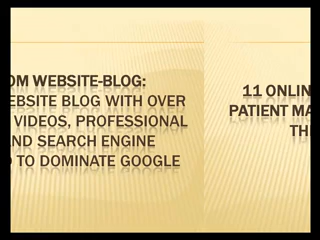 OM WEBSITE-BLOG:
EBSITE BLOG WITH OVER
VIDEOS, PROFESSIONAL
AND SEARCH ENGINE
TO DOMINATE GOOGLE
11 ONLIN
PATIENT MA
TH